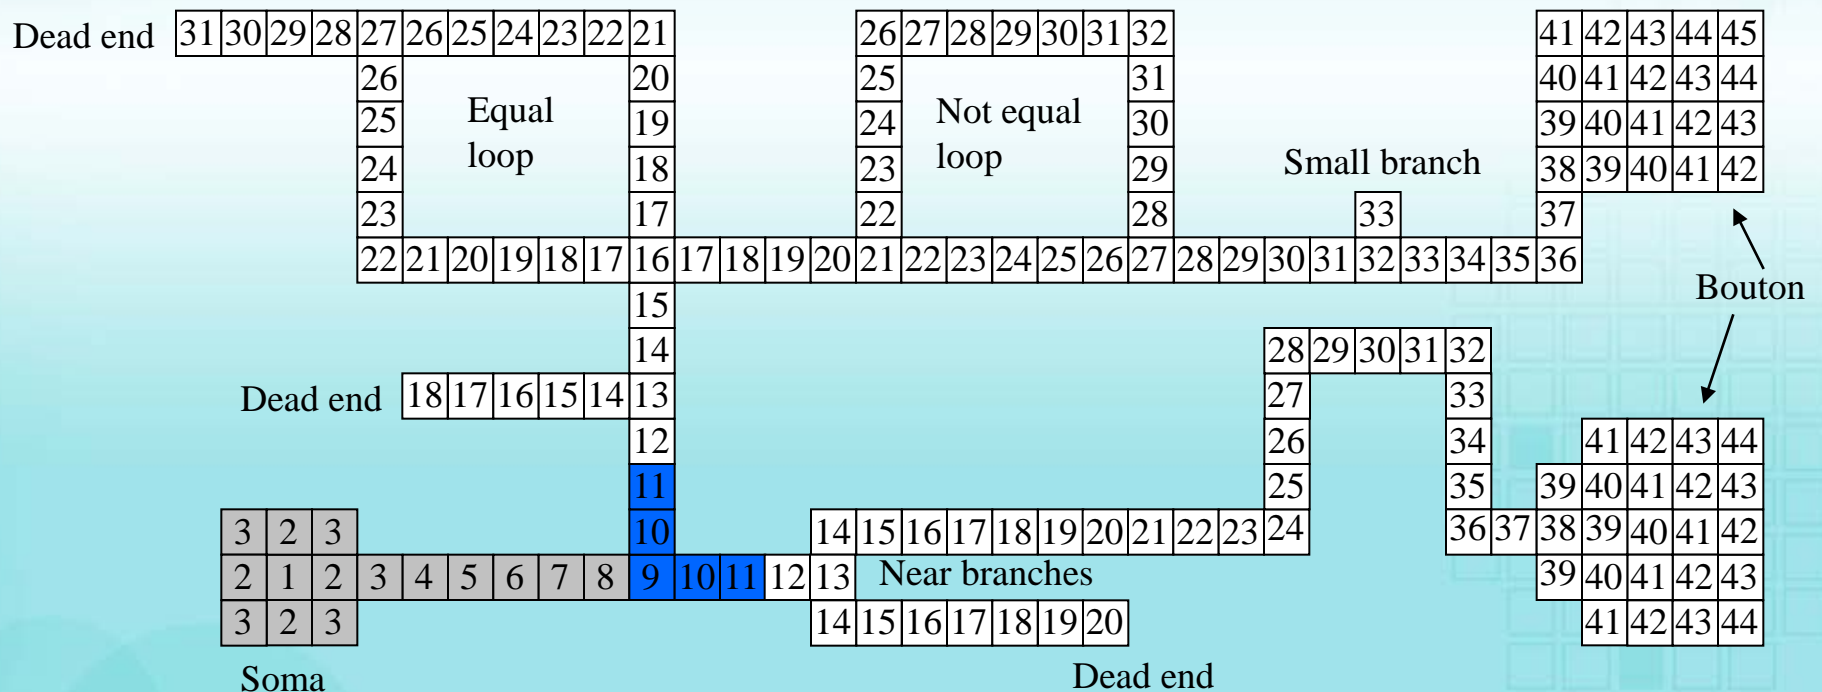 Dead end 31 30 29 28 27 26 25 24 23 22 21 26 27 28 29 30 31 32 41 42 43 44 45
26 20 25 31 40 41 42 43 44
Equal Not equal
25 19 24 30 39 40 41 42 43
loop loop
24 18 23 29 Small branch 38 39 40 41 42
23 17 22 28 33 37
22 21 20 19 18 17 16 17 18 19 20 21 22 23 24 25 26 27 28 29 30 31 32 33 34 35 36
Bouton
15
14 28 29 30 31 32
Dead end 18 17 16 15 14 13 27 33
12 26 34 41 42 43 44
11 25 35 39 40 41 42 43
3 2 3 10 14 15 16 17 18 19 20 21 22 23 24 36 37 38 39 40 41 42
2 1 2 3 4 5 6 7 8 9 10 11 12 13 Near branches 39 40 41 42 43
3 2 3 14 15 16 17 18 19 20 41 42 43 44
Soma Dead end